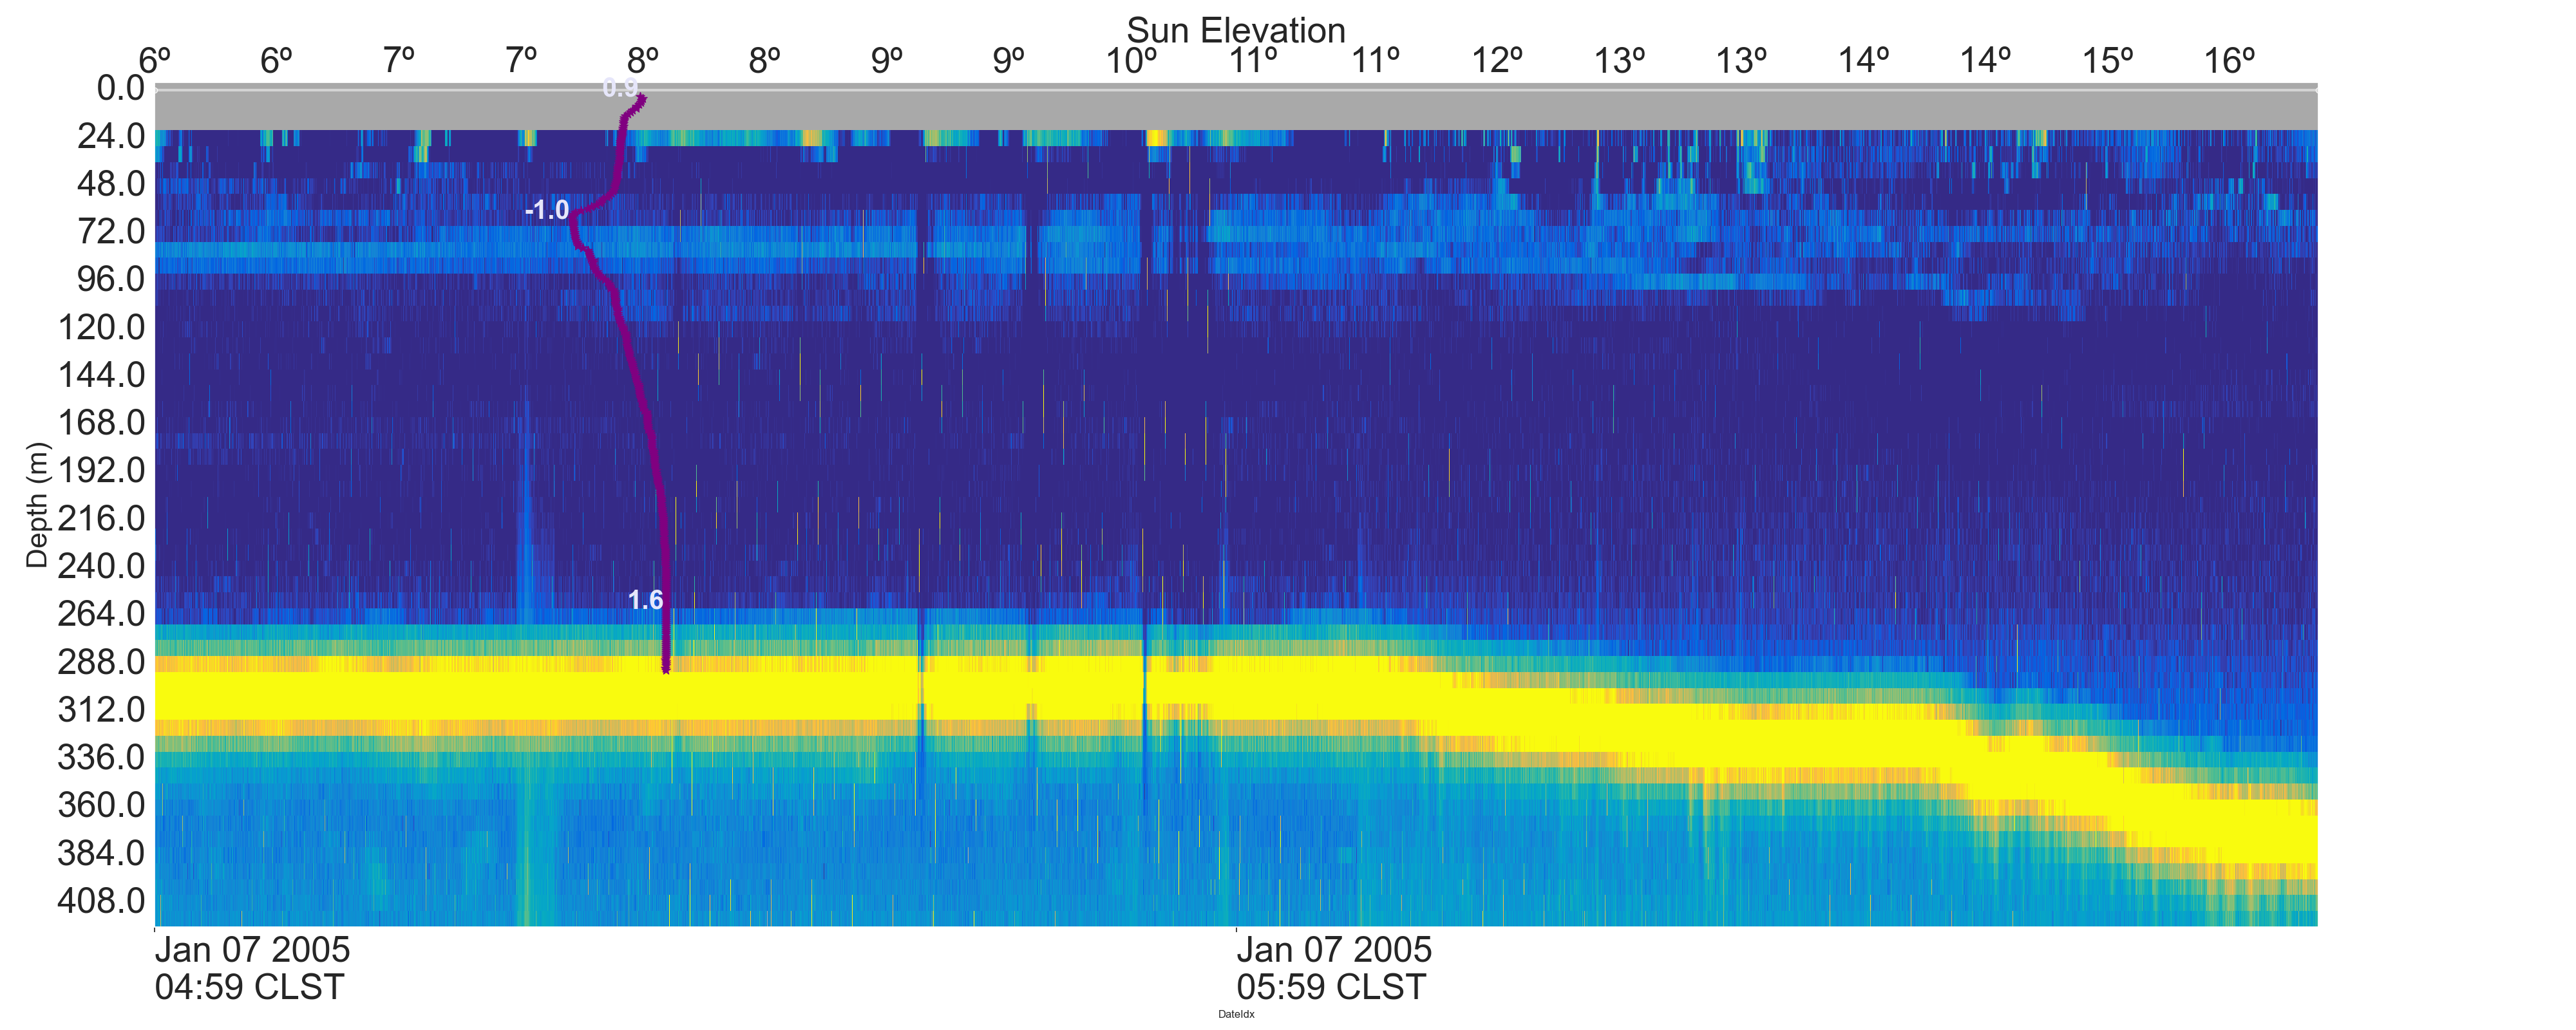 Sun Elevation
6º 6º 7º 7º 8º 8º 9º 9º 10º 11º 11º 12º 13º 13º 14º 14º 15º 16º
0.0
24.0
48.0
72.0
96.0
120.0
144.0
168.0
192.0
216.0
240.0
264.0
288.0
312.0
336.0
360.0
384.0
408.0
Depth (m)
0.9
-1.0
1.6
Jan 07 2005
04:59 CLST
Jan 07 2005
05:59 CLST
DateIdx